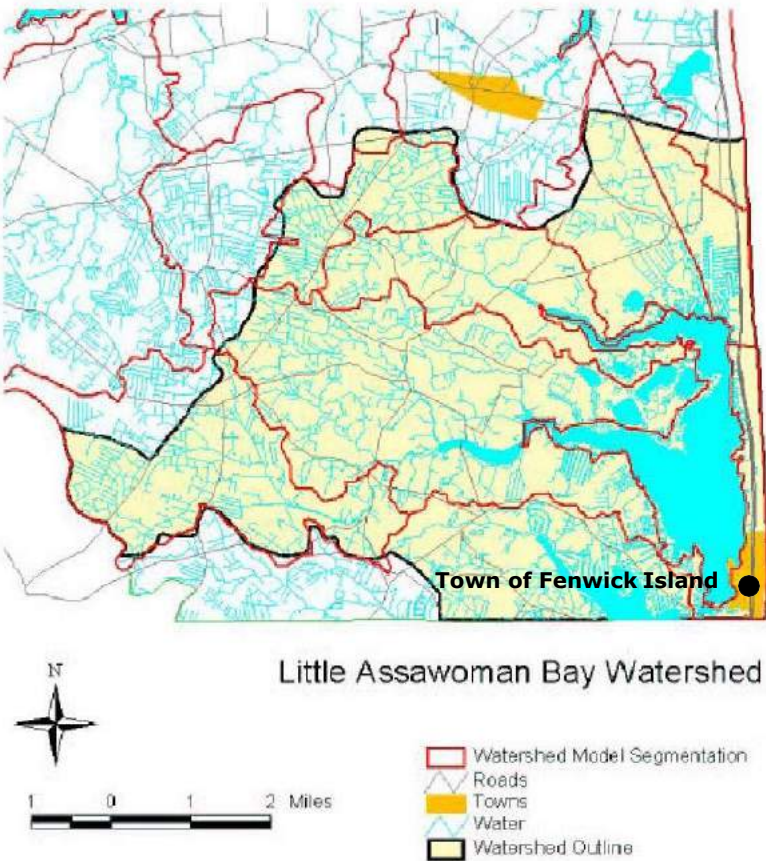 Town of Fenwick Island
Little Assawoman Bay Watershed
N
1 0 1 2 Miles
Watershed Model Segmentation
Roads
Towns
Water
Watershed Outline